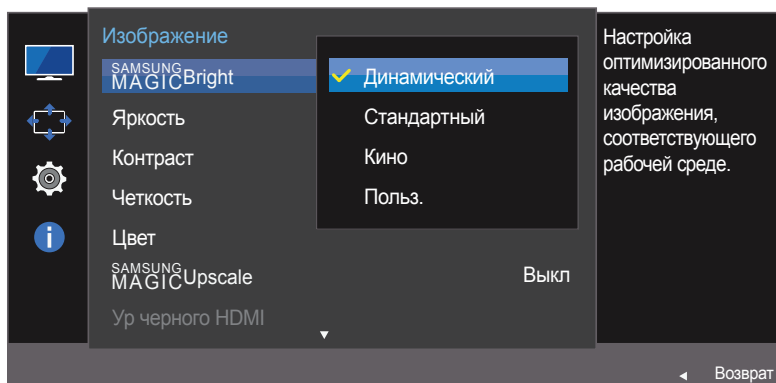 Изображение
SAMSUNG
MAGICBright
Яркость
Контраст
Четкость
Цвет
SAMSUNG
MAGICUpscale
Выкл
Ур черного HDMI
Динамический
Стандартный
Кино
Польз.
Настройка
оптимизированного
качества
изображения,
соответствующего
рабочей среде.
Возврат